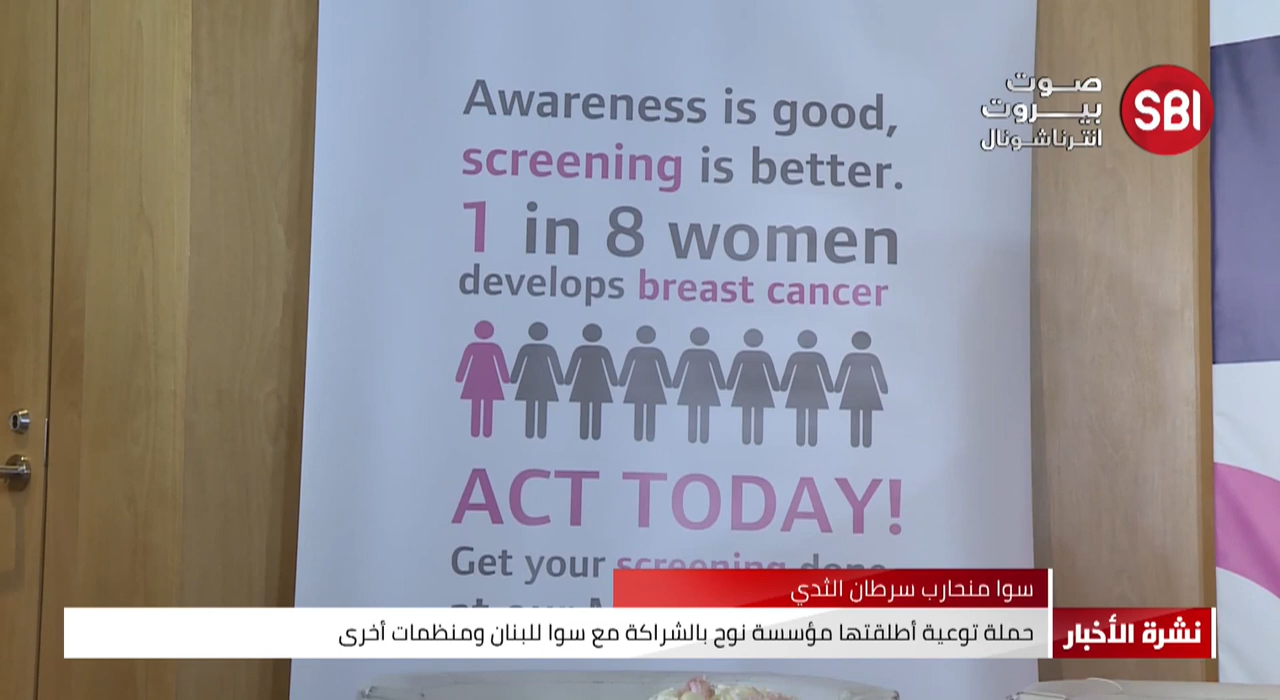 Awareness is good,
screening is better.
1 in 8 women
develops breast cancer
ACT TODAY!
Get your screening done
صوت
بيروت
انترناشونال
SBI
سوا منحارب سرطان الثدي
نشرة الأخبار
حملة توعية أطلقتها مؤسسة نوح بالشراكة مع سوا للبنان ومنظمات أخرى